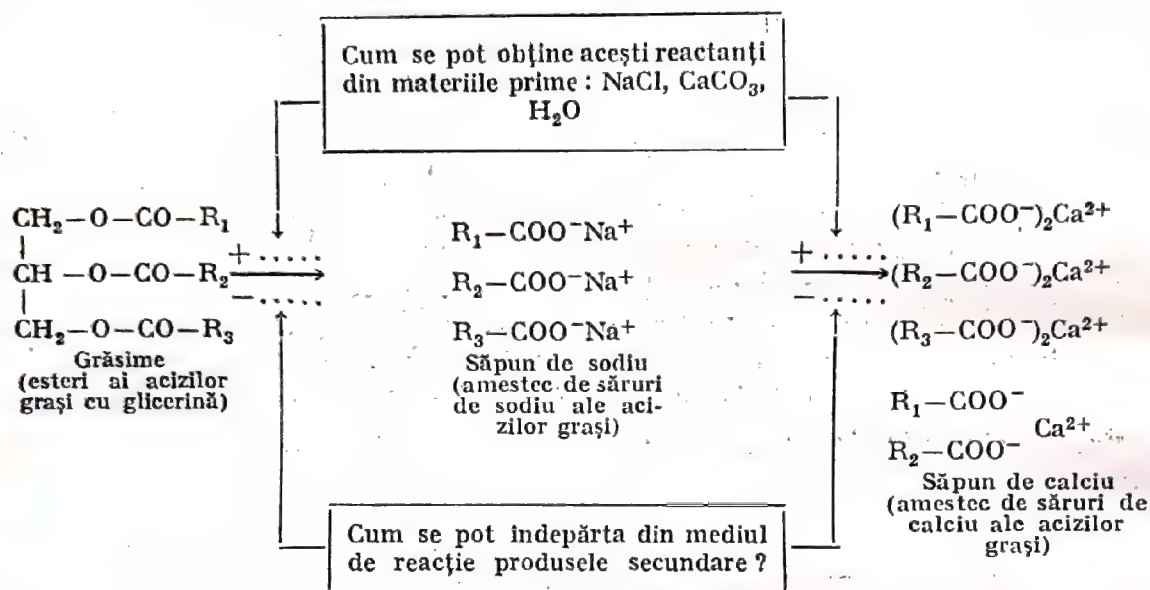 Cum se pot obține acești reactanți
din materiile prime : NaCl, CaCO₃,
H₂O
CH₂—O—CO—R₁
CH —O—CO—R₂
CH₂—O—CO—R₃
Grăsime
(esteri ai acizilor
grași cu glicerină)
+ .....
− .....
R₁—COO⁻Na⁺
R₂—COO⁻Na⁺
R₃—COO⁻Na⁺
Săpun de sodiu
(amestec de săruri
de sodiu ale aci-
zilor grași)
+ .....
− .....
(R₁—COO⁻)₂Ca²⁺
(R₂—COO⁻)₂Ca²⁺
(R₃—COO⁻)₂Ca²⁺
R₁—COO⁻
Ca²⁺
R₂—COO⁻
Săpun de calciu
(amestec de săruri de
calciu ale acizilor
grași)
Cum se pot îndepărta din mediul
de reacție produsele secundare ?